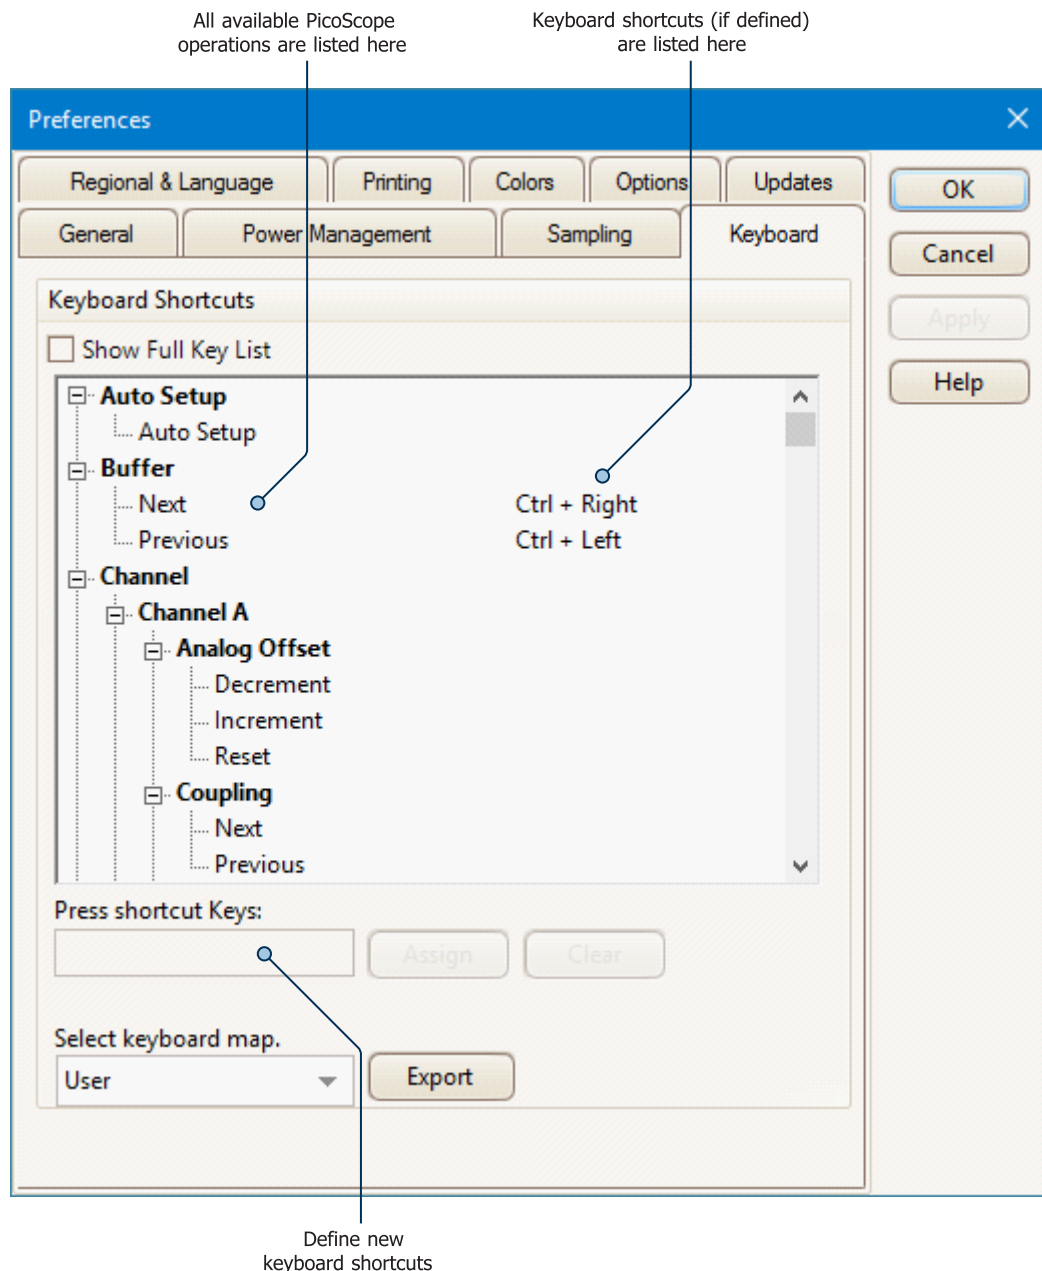 All available PicoScope
operations are listed here
Keyboard shortcuts (if defined)
are listed here
Preferences
Regional & Language
Printing
Colors
Options
Updates
General
Power Management
Sampling
Keyboard
OK
Cancel
Apply
Help
Keyboard Shortcuts
Show Full Key List
Auto Setup
Auto Setup
Buffer
Next Ctrl + Right
Previous Ctrl + Left
Channel
Channel A
Analog Offset
Decrement
Increment
Reset
Coupling
Next
Previous
Press shortcut Keys:
Assign
Clear
Select keyboard map.
User
Export
Define new
keyboard shortcuts